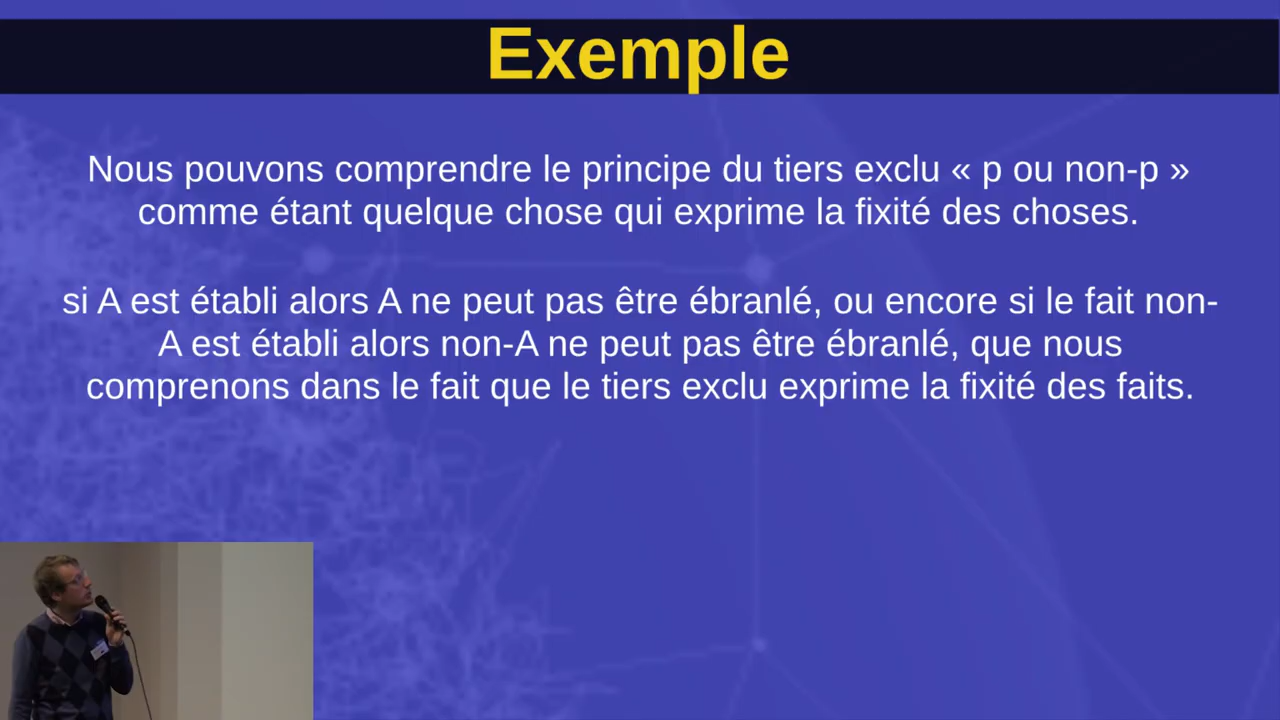 Exemple
Nous pouvons comprendre le principe du tiers exclu « p ou non-p »
comme étant quelque chose qui exprime la fixité des choses.
si A est établi alors A ne peut pas être ébranlé, ou encore si le fait non-
A est établi alors non-A ne peut pas être ébranlé, que nous
comprenons dans le fait que le tiers exclu exprime la fixité des faits.